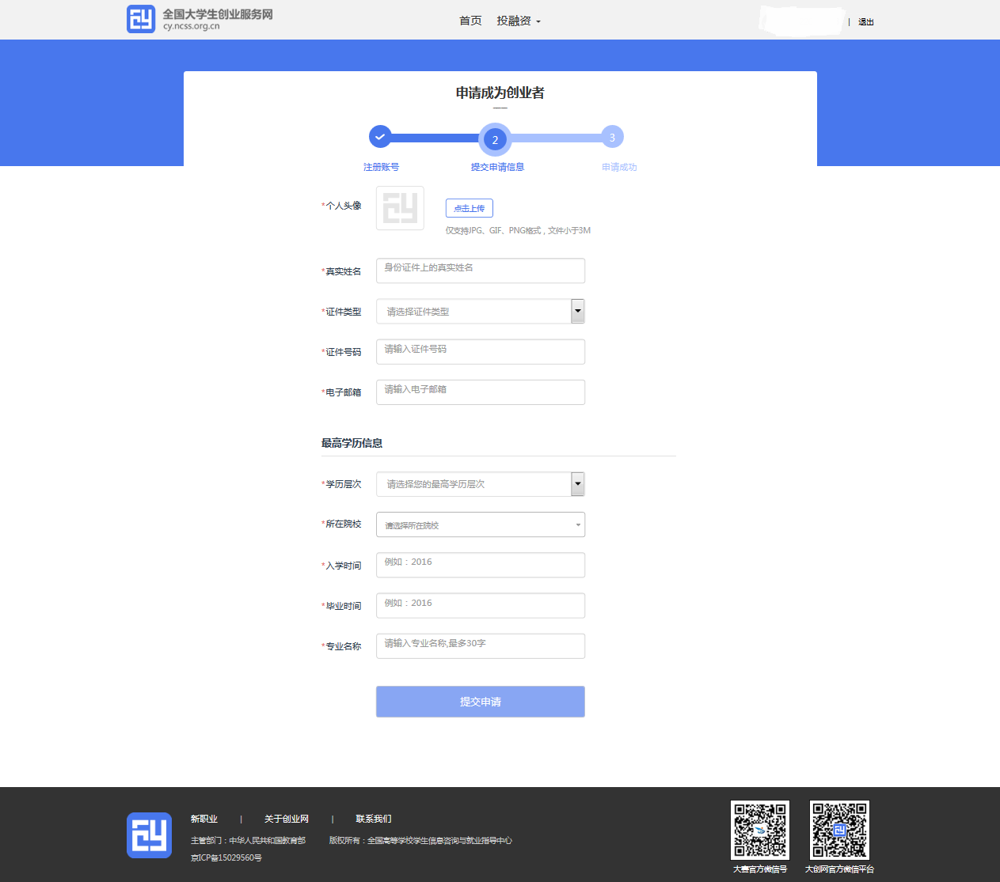 全国大学生创业服务网
cy.ncss.org.cn
首页 投融资
| 退出
申请成为创业者
2 3
注册账号 提交申请信息 申请成功
*个人头像
点击上传
仅支持JPG、GIF、PNG格式，文件小于3M
*真实姓名 身份证件上的真实姓名
*证件类型 请选择证件类型
*证件号码 请输入证件号码
*电子邮箱 请输入电子邮箱
最高学历信息
*学历层次 请选择您的最高学历层次
*所在院校 请选择所在院校
*入学时间 例如：2016
*毕业时间 例如：2016
*专业名称 请输入专业名称,最多30字
提交申请
新职业 | 关于创业网 | 联系我们
主管部门：中华人民共和国教育部 版权所有：全国高等学校学生信息咨询与就业指导中心
京ICP备15029560号
大赛官方微信号 大创网官方微信平台